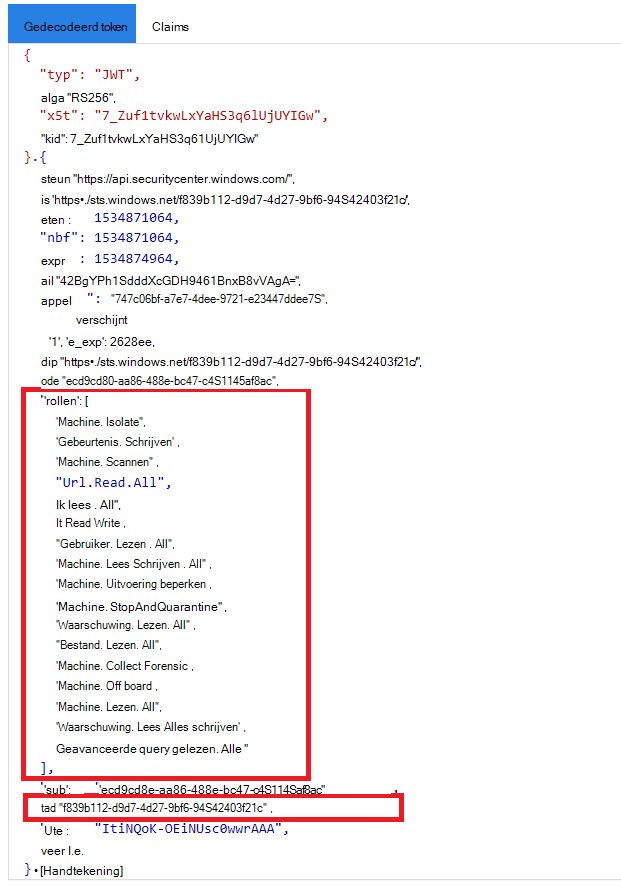 Gedecodeerd token Claims
{
"typ": "JWT",
alga "RS256",
"x5t": "7_Zuf1tvkwLxYaHS3q6lUjUYIGw",
"kid": 7_Zuf1tvkwLxYaHS3q61UjUYIGw"
}.{
steun "https://api.securitycenter.windows.com/",
is 'https•./sts.windows.net/f839b112-d9d7-4d27-9bf6-94S42403f21c/',
eten : 1534871064,
"nbf": 1534871064,
expr : 1534874964,
ail "42BgYPh1SdddXcGDH9461BnxB8vVAgA=",
appel ": "747c06bf-a7e7-4dee-9721-e23447ddee7S",
verschijnt
'1', 'e_exp': 2628ee,
dip "https•./sts.windows.net/f839b112-d9d7-4d27-9bf6-94S42403f21c/',
ode "ecd9cd80-aa86-488e-bc47-c4S1145af8ac",
'rollen': [
'Machine. Isolate",
'Gebeurtenis. Schrijven' ,
'Machine. Scannen" ,
"Url.Read.All",
Ik lees . All",
It Read Write ,
"Gebruiker. Lezen . All",
'Machine. Lees Schrijven . All" ,
'Machine. Uitvoering beperken ,
'Machine. StopAndQuarantine" ,
'Waarschuwing. Lezen. All" ,
"Bestand. Lezen. All",
'Machine. Collect Forensic ,
'Machine. Off board ,
'Machine. Lezen. All",
'Waarschuwing. Lees Alles schrijven' ,
Geavanceerde query gelezen. Alle "
],
'sub': 'ecd9cd8e-aa86-488e-bc47-c4S114Saf8ac" ,
tad "f839b112-d9d7-4d27-9bf6-94S42403f21c" ,
'Ute : "ItiNQoK-OEiNUsc0wwrAAA",
veer I.e.
} • [Handtekening]